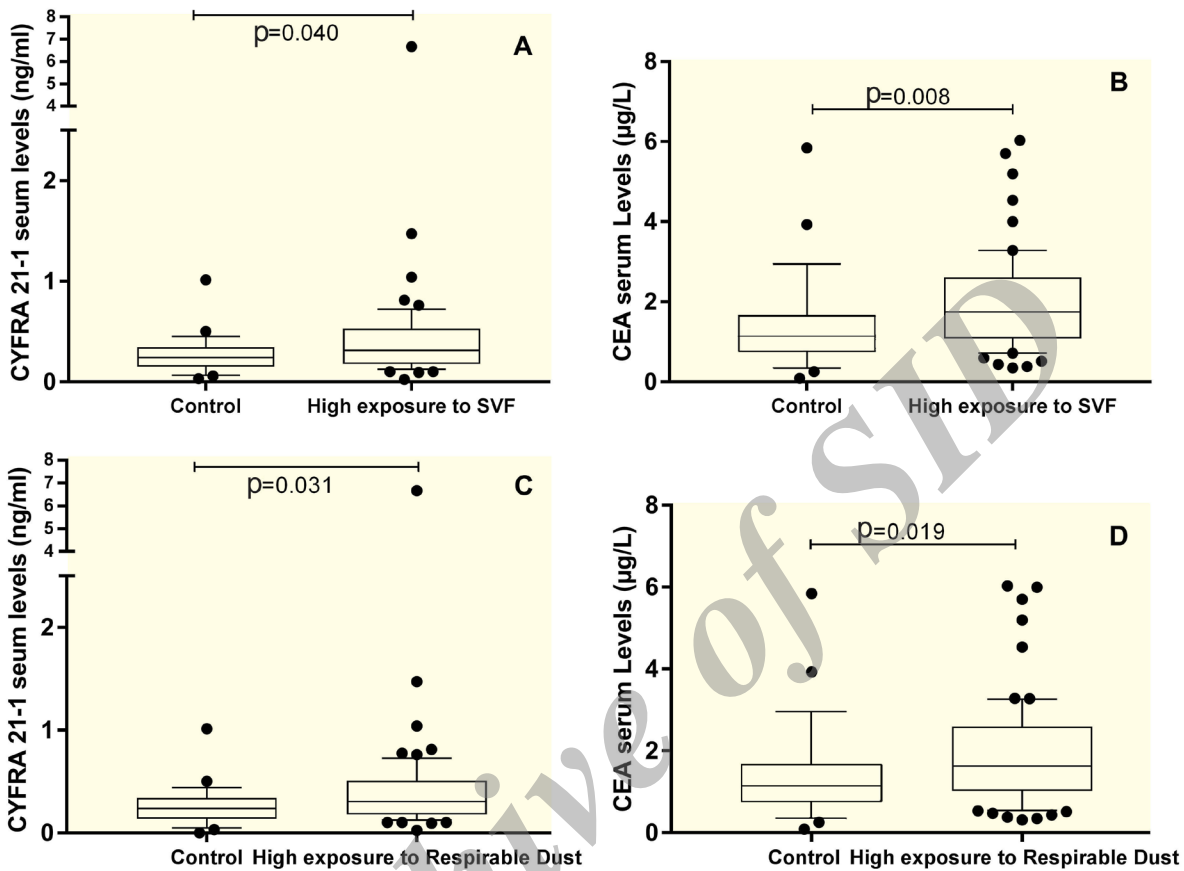 8
7
6
5
4
2
1
0
CYFRA 21-1 seum levels (ng/ml)
p=0.040
A
Control
High exposure to SVF
8
6
4
2
0
CEA serum Levels (µg/L)
p=0.008
B
Control
High exposure to SVF
8
7
6
5
4
2
1
0
CYFRA 21-1 seum levels (ng/ml)
p=0.031
C
Control
High exposure to Respirable Dust
8
6
4
2
0
CEA serum Levels (µg/L)
p=0.019
D
Control
High exposure to Respirable Dust
hive of SID